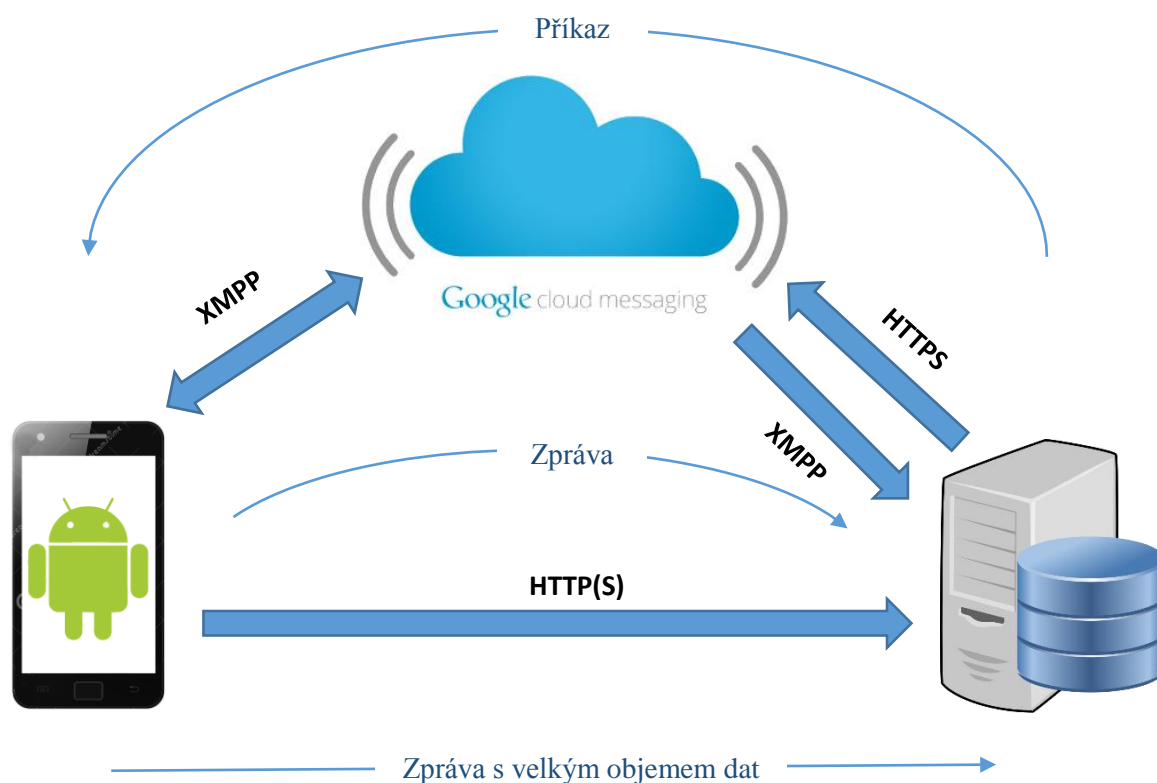 Příkaz
XMPP
Google cloud messaging
HTTPS
XMPP
Zpráva
HTTP(S)
Zpráva s velkým objemem dat